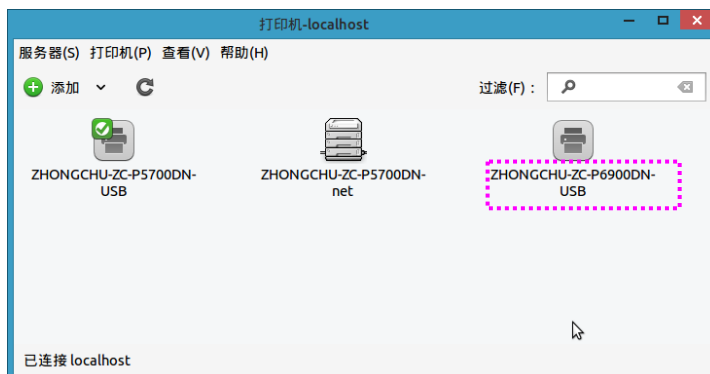 打印机-localhost
服务器(S) 打印机(P) 查看(V) 帮助(H)
添加 过滤(F)：
ZHONGCHU-ZC-P5700DN-
USB
ZHONGCHU-ZC-P5700DN-
net
ZHONGCHU-ZC-P6900DN-
USB
已连接 localhost